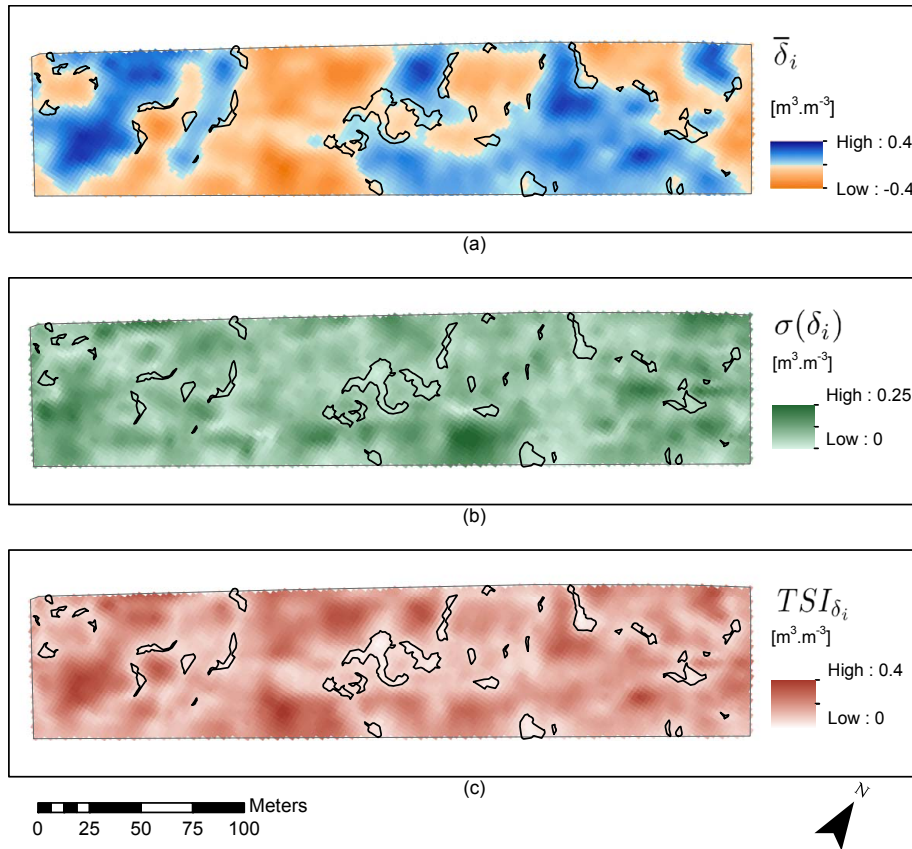 δ̅ᵢ
[m³.m⁻³]
High : 0.4
Low : -0.4
(a)
σ(δᵢ)
[m³.m⁻³]
High : 0.25
Low : 0
(b)
TSI_δᵢ
[m³.m⁻³]
High : 0.4
Low : 0
(c)
Meters
0 25 50 75 100
N